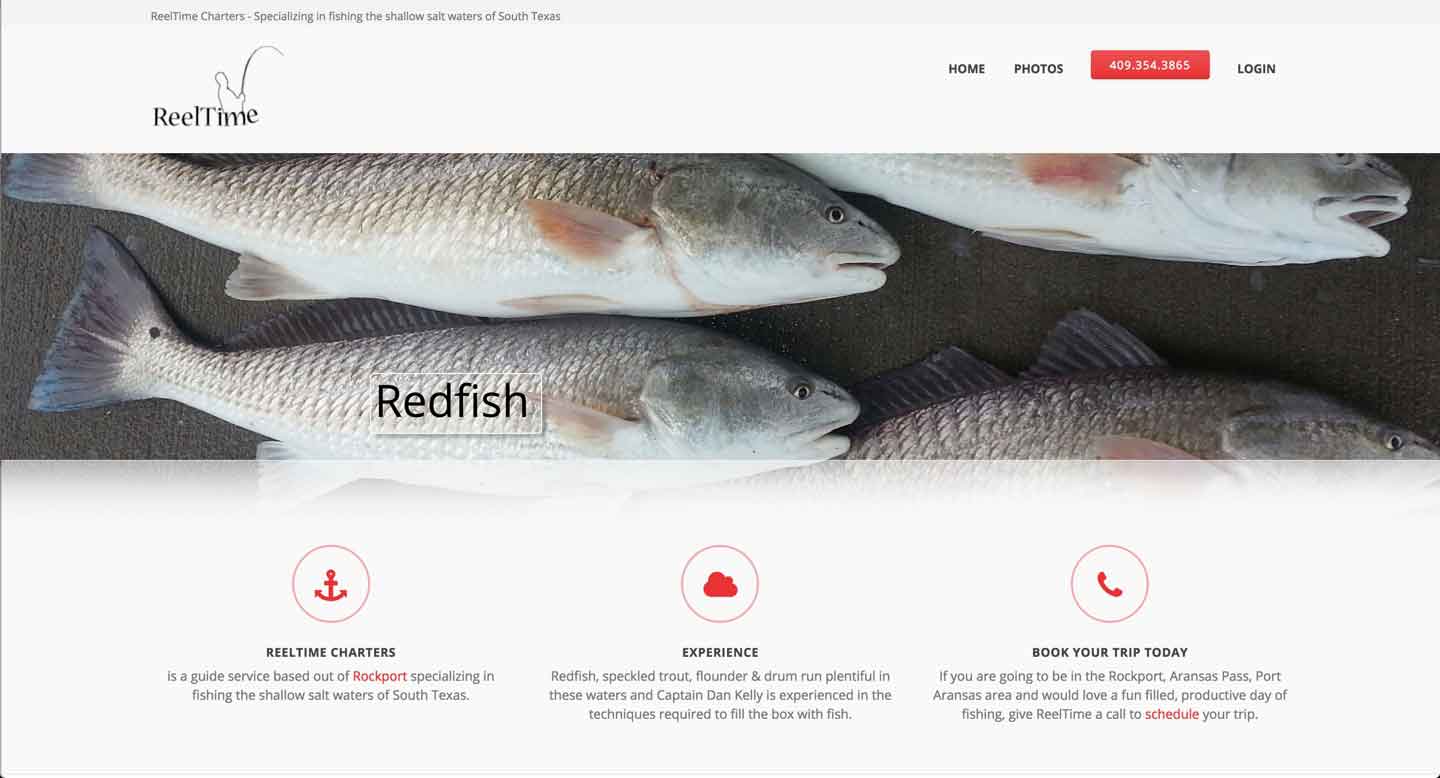 ReelTime Charters - Specializing in fishing the shallow salt waters of South Texas
ReelTime
HOME PHOTOS 409.354.3865 LOGIN
Redfish
REELTIME CHARTERS
is a guide service based out of Rockport specializing in
fishing the shallow salt waters of South Texas.
EXPERIENCE
Redfish, speckled trout, flounder & drum run plentiful in
these waters and Captain Dan Kelly is experienced in the
techniques required to fill the box with fish.
BOOK YOUR TRIP TODAY
If you are going to be in the Rockport, Aransas Pass, Port
Aransas area and would love a fun filled, productive day of
fishing, give ReelTime a call to schedule your trip.